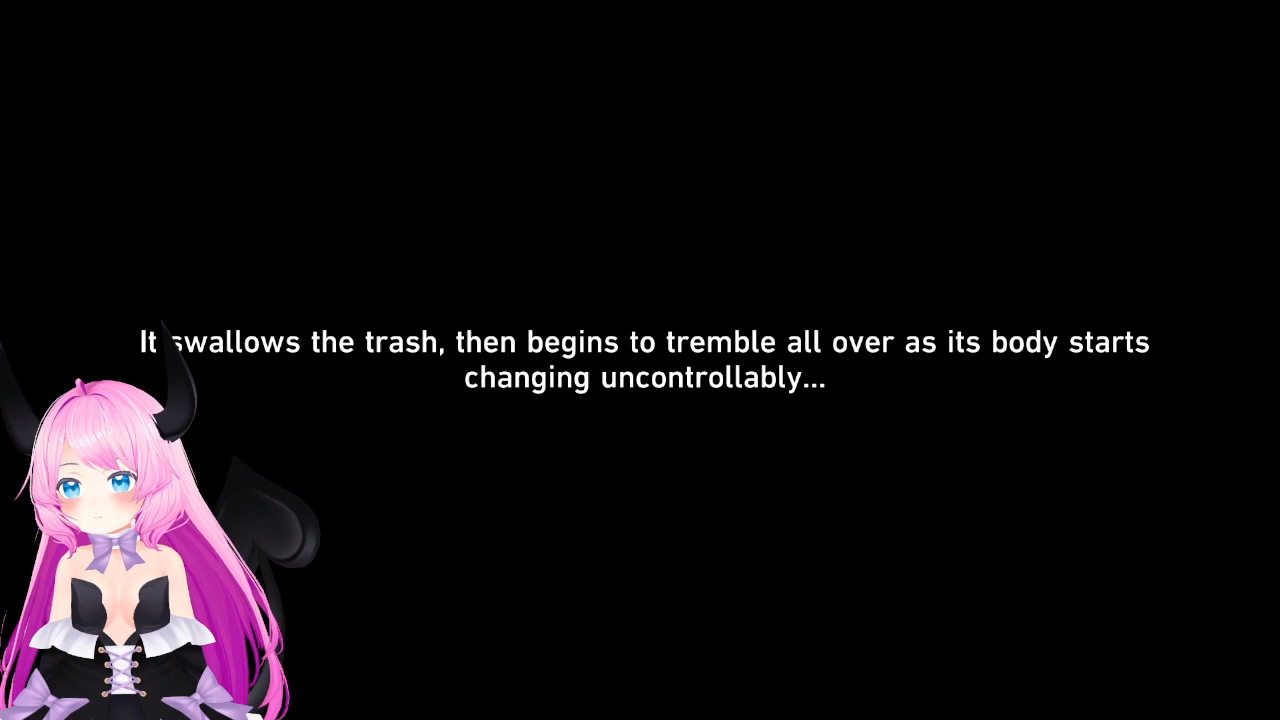 It swallows the trash, then begins to tremble all over as its body starts
changing uncontrollably...